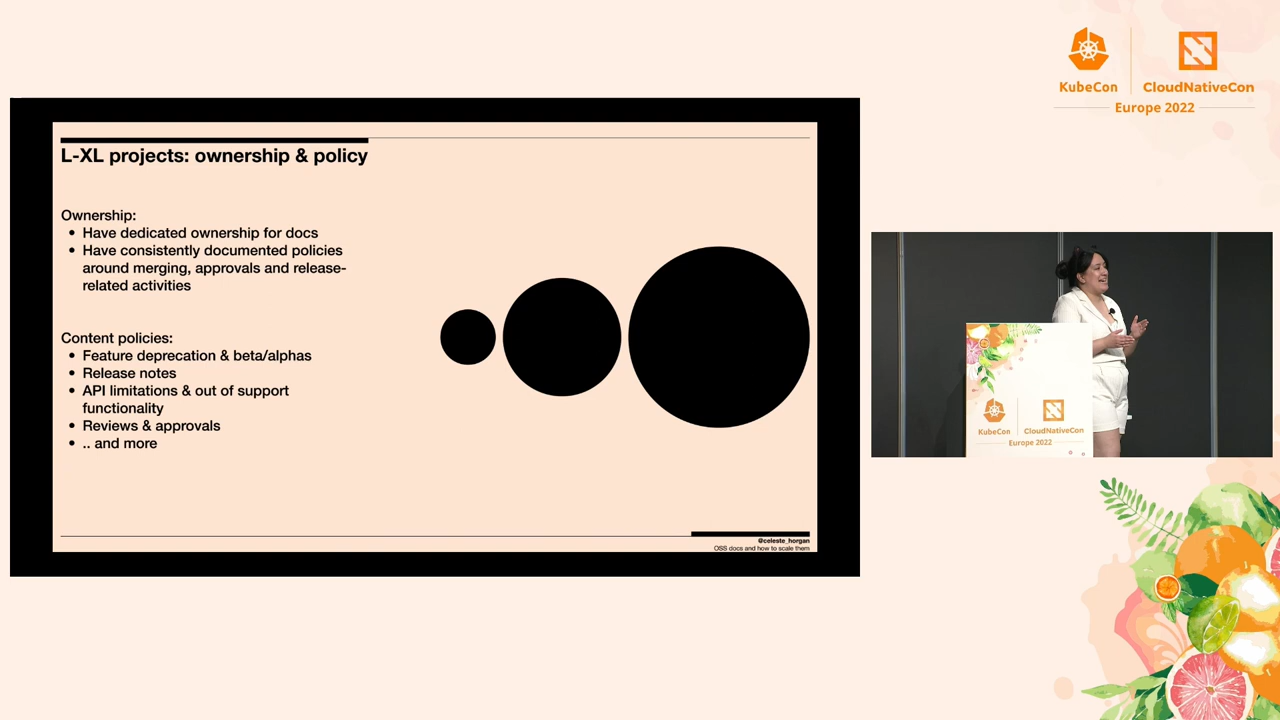 KubeCon
CloudNativeCon
Europe 2022
L-XL projects: ownership & policy
Ownership:
• Have dedicated ownership for docs
• Have consistently documented policies
around merging, approvals and release-
related activities
Content policies:
• Feature deprecation & beta/alphas
• Release notes
• API limitations & out of support
functionality
• Reviews & approvals
• .. and more
@celeste_horgan
OSS docs and how to scale them
KubeCon
CloudNativeCon
Europe 2022